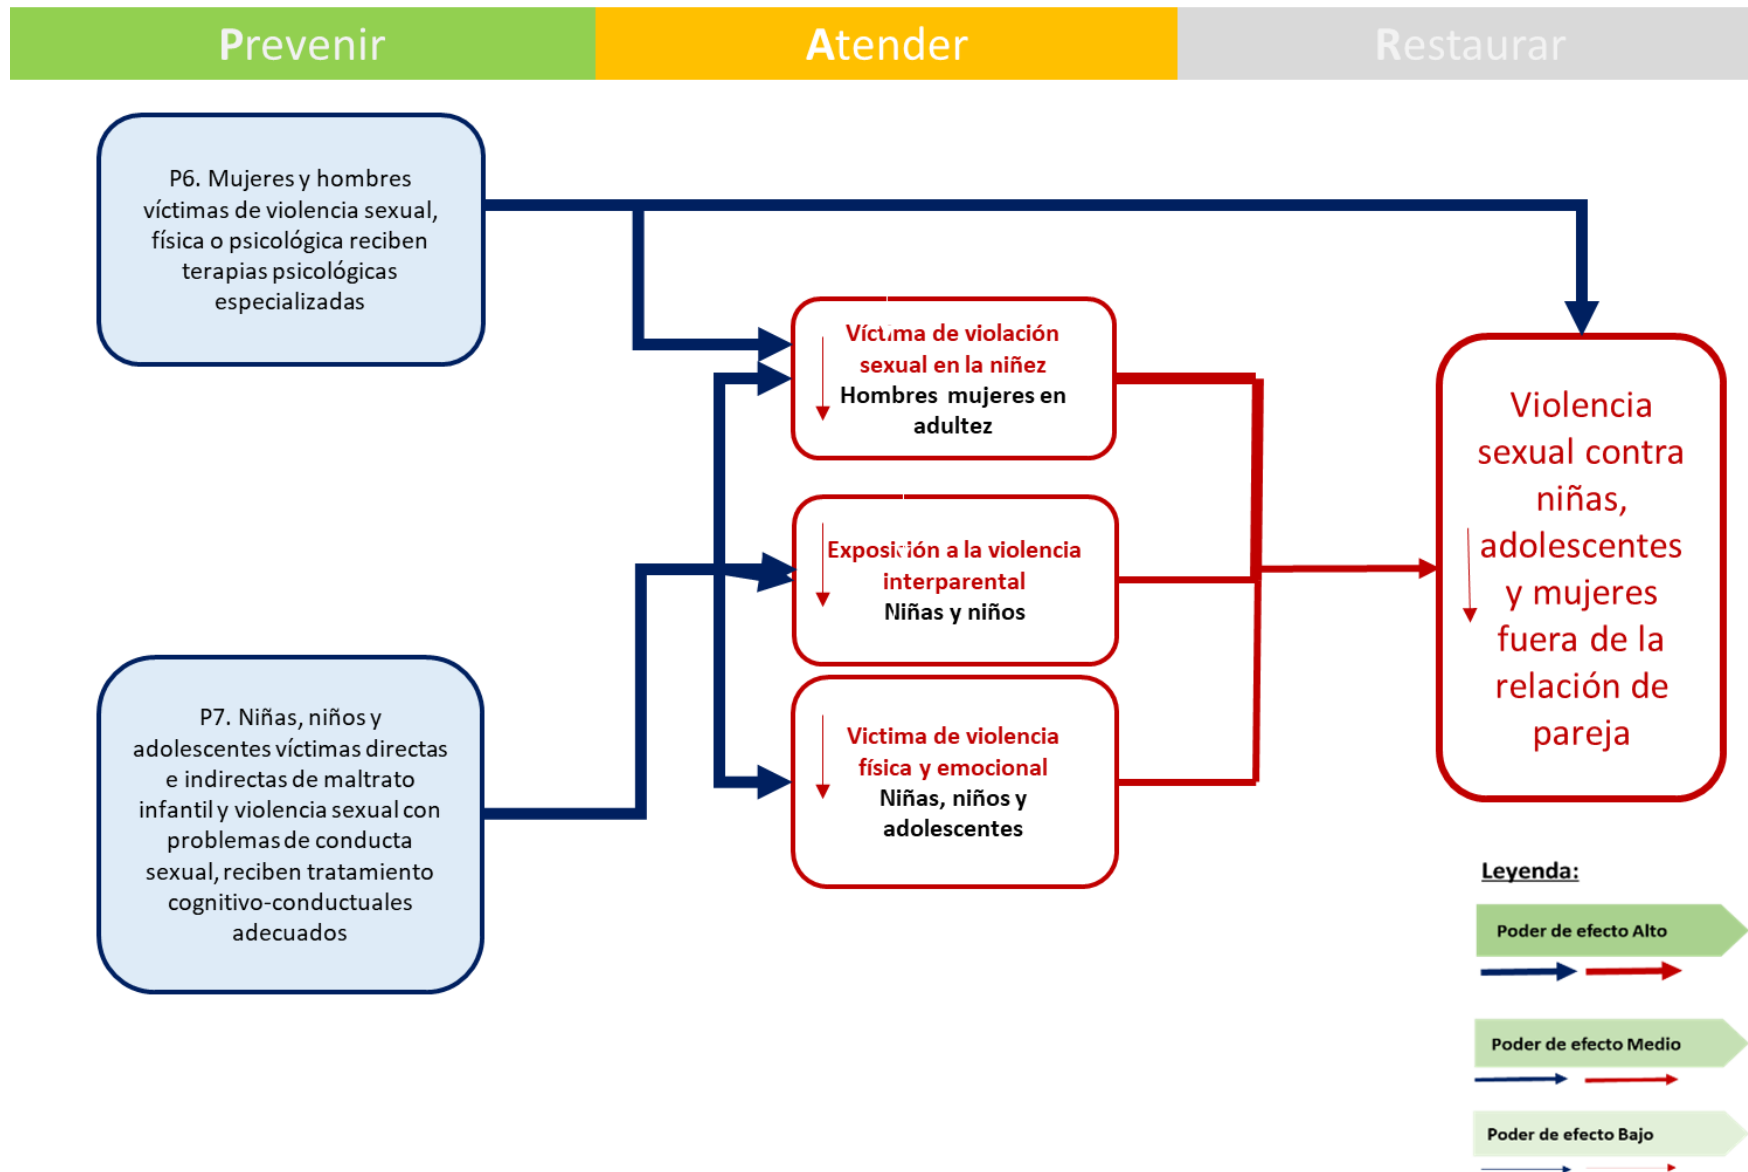 Prevenir
Atender
Restaurar
P6. Mujeres y hombres
víctimas de violencia sexual,
física o psicológica reciben
terapias psicológicas
especializadas
Víctima de violación
sexual en la niñez
Hombres mujeres en
adultez
Exposición a la violencia
interparental
Niñas y niños
P7. Niñas, niños y
adolescentes víctimas directas
e indirectas de maltrato
infantil y violencia sexual con
problemas de conducta
sexual, reciben tratamiento
cognitivo-conductuales
adecuados
Victima de violencia
física y emocional
Niñas, niños y
adolescentes
Violencia
sexual contra
niñas,
adolescentes
y mujeres
fuera de la
relación de
pareja
Leyenda:
Poder de efecto Alto
Poder de efecto Medio
Poder de efecto Bajo